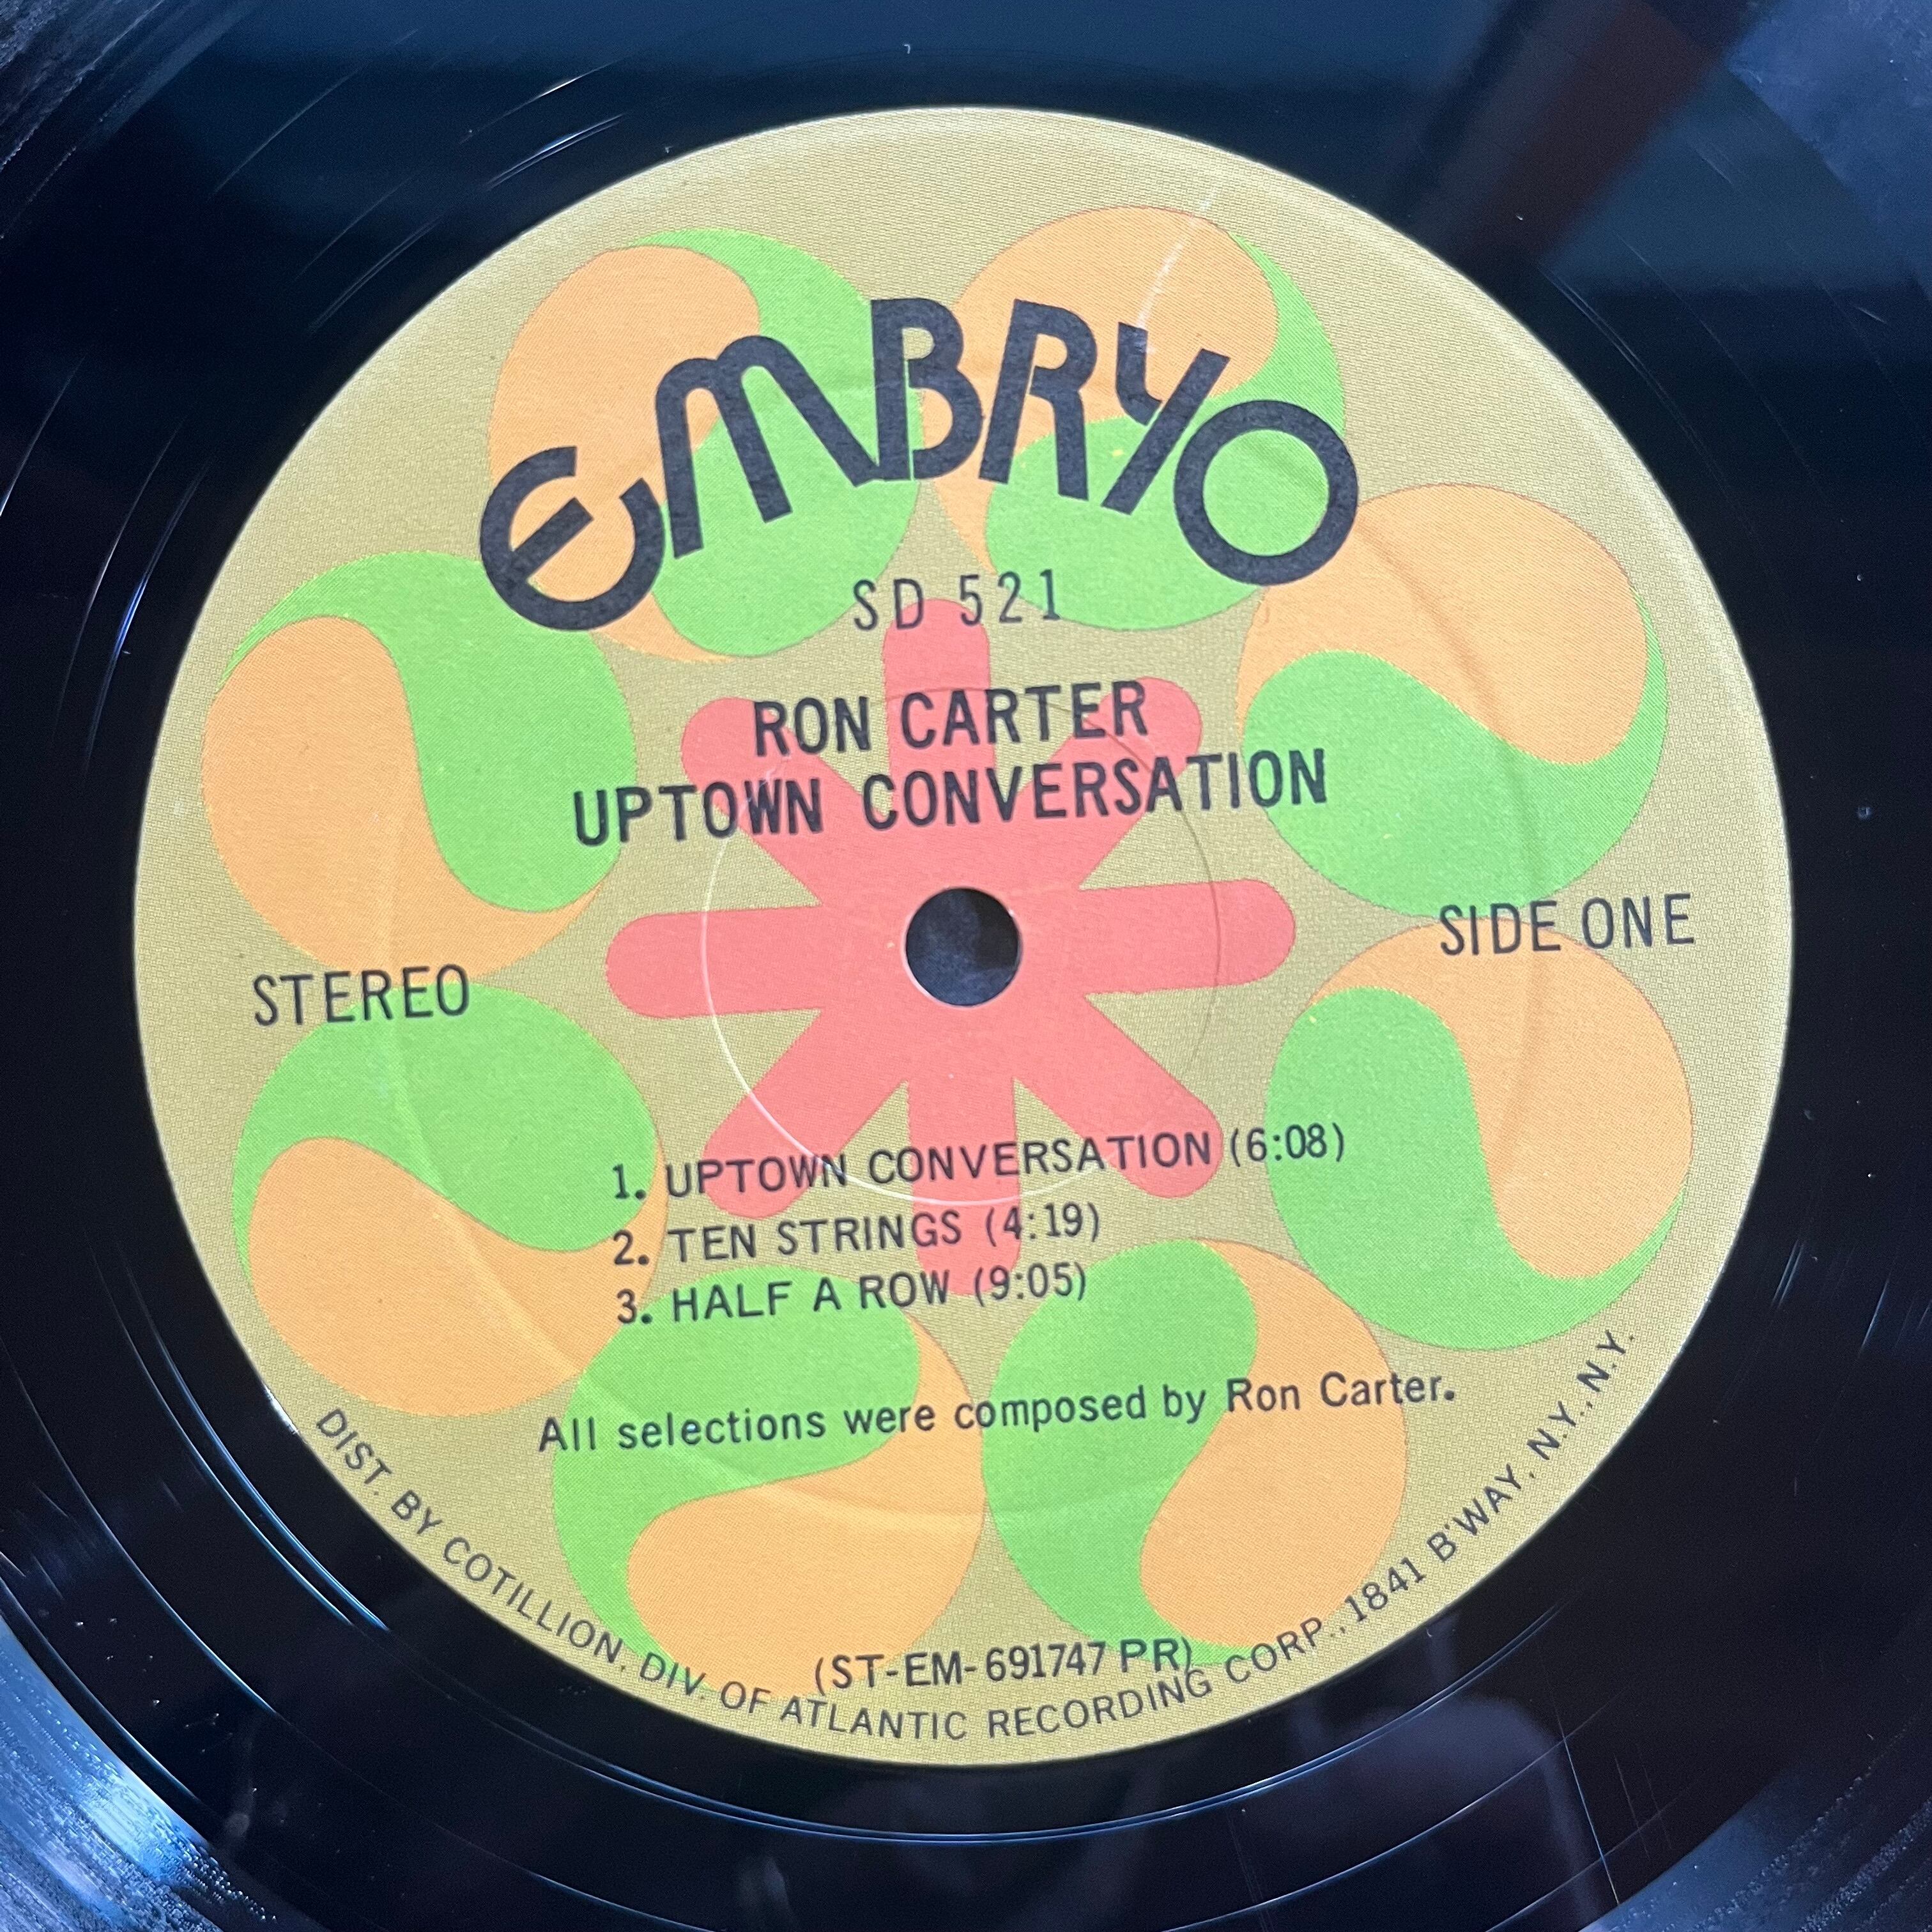 EMBRYO
SD 521
RON CARTER
UPTOWN CONVERSATION
STEREO
SIDE ONE
1. UPTOWN CONVERSATION (6:08)
2. TEN STRINGS (4:19)
3. HALF A ROW (9:05)
All selections were composed by Ron Carter.
(ST-EM-691747 PR)
DIST. BY COTILLION, DIV. OF ATLANTIC RECORDING CORP., 1841 B'WAY, N.Y., N.Y.